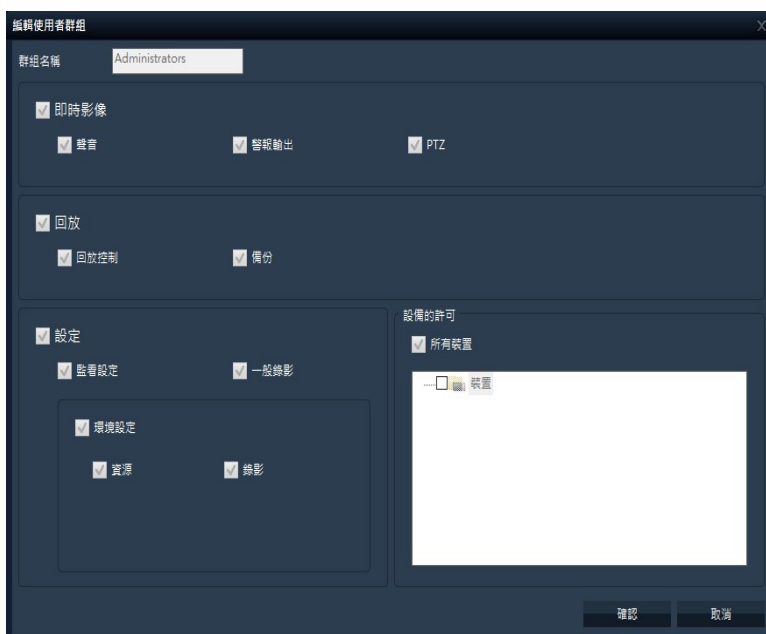 編輯使用者群組 X
群組名稱 Administrators
即時影像
聲音 警報輸出 PTZ
回放
回放控制 備份
設定
監看設定 一般錄影
環境設定
資源 錄影
設備的許可
所有裝置
裝置
確認 取消